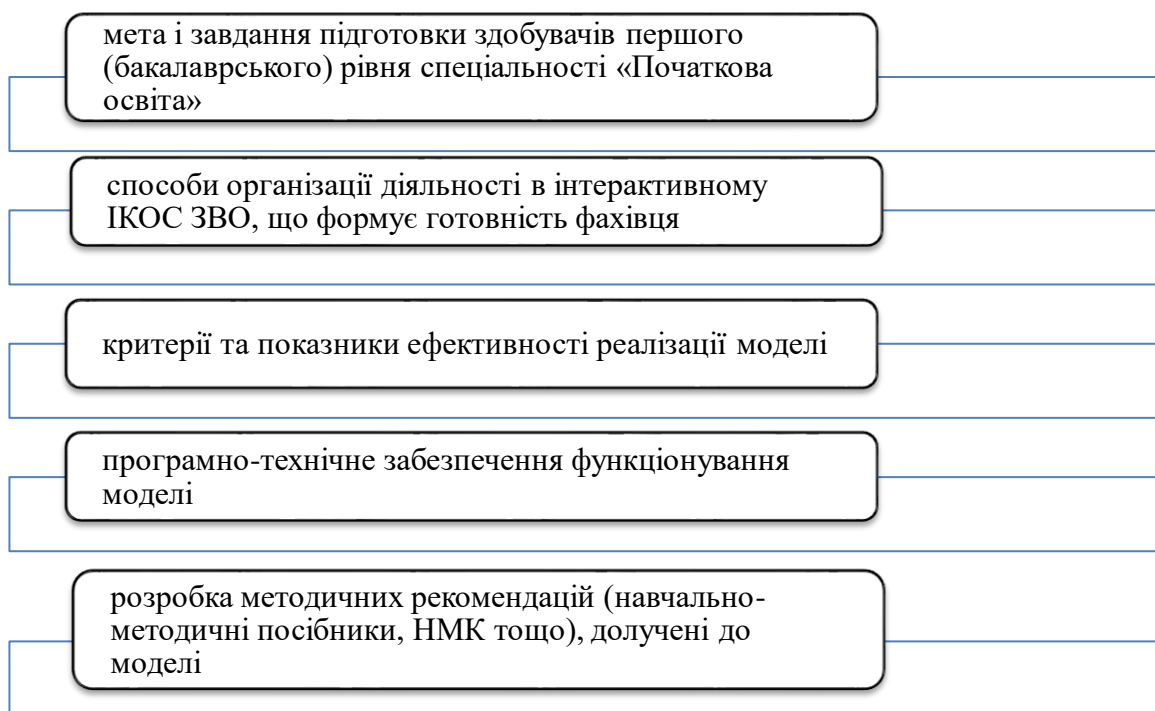 мета і завдання підготовки здобувачів першого
(бакалаврського) рівня спеціальності «Початкова
освіта»
способи організації діяльності в інтерактивному
ІКОС ЗВО, що формує готовність фахівця
критерії та показники ефективності реалізації моделі
програмно-технічне забезпечення функціонування
моделі
розробка методичних рекомендацій (навчально-
методичні посібники, НМК тощо), долучені до
моделі